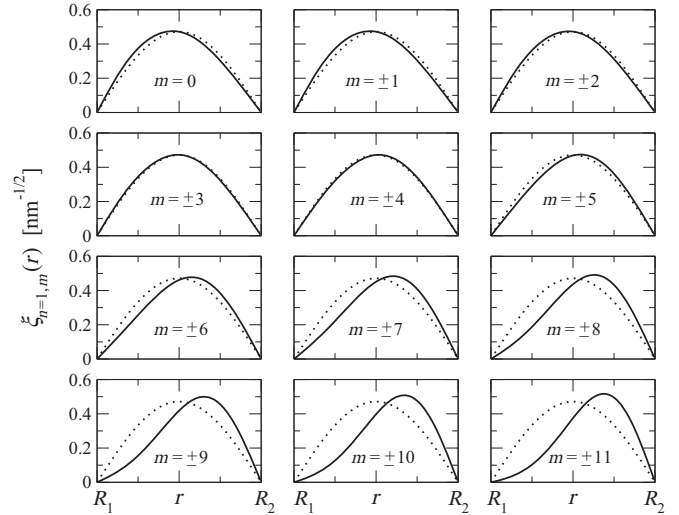 0.6
0.4
0.2
0
m = 0
m = ±1
m = ±2
0.6
0.4
0.2
0
m = ±3
m = ±4
m = ±5
0.6
0.4
0.2
0
m = ±6
m = ±7
m = ±8
0.6
0.4
0.2
0
m = ±9
m = ±10
m = ±11
R₁ r R₂
R₁ r R₂
R₁ r R₂
ξₙ₌₁,ₘ(r) [nm⁻¹/²]